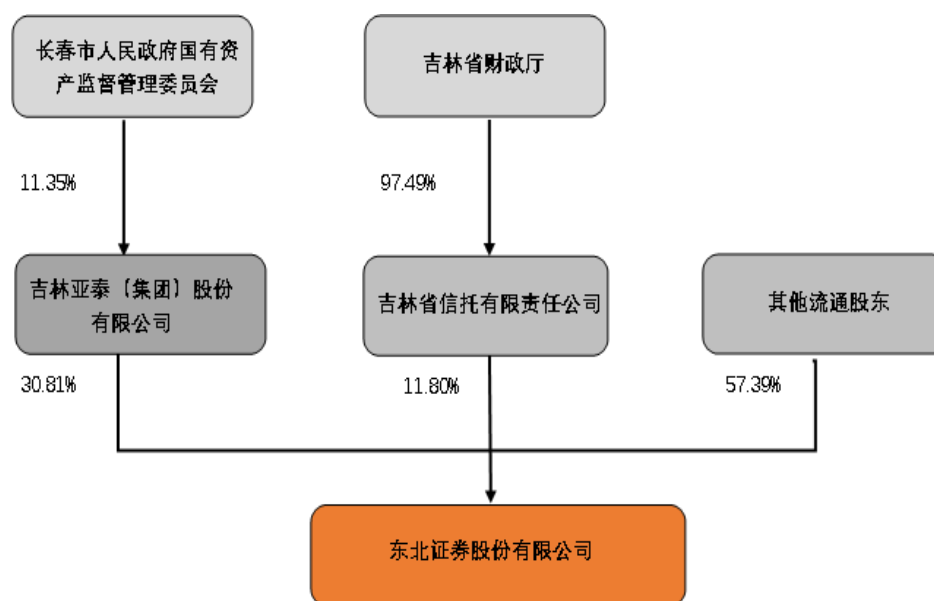 长春市人民政府国有资
产监督管理委员会
吉林省财政厅
11.35%
97.49%
吉林亚泰（集团）股份
有限公司
吉林省信托有限责任公司
其他流通股东
30.81%
11.80%
57.39%
东北证券股份有限公司